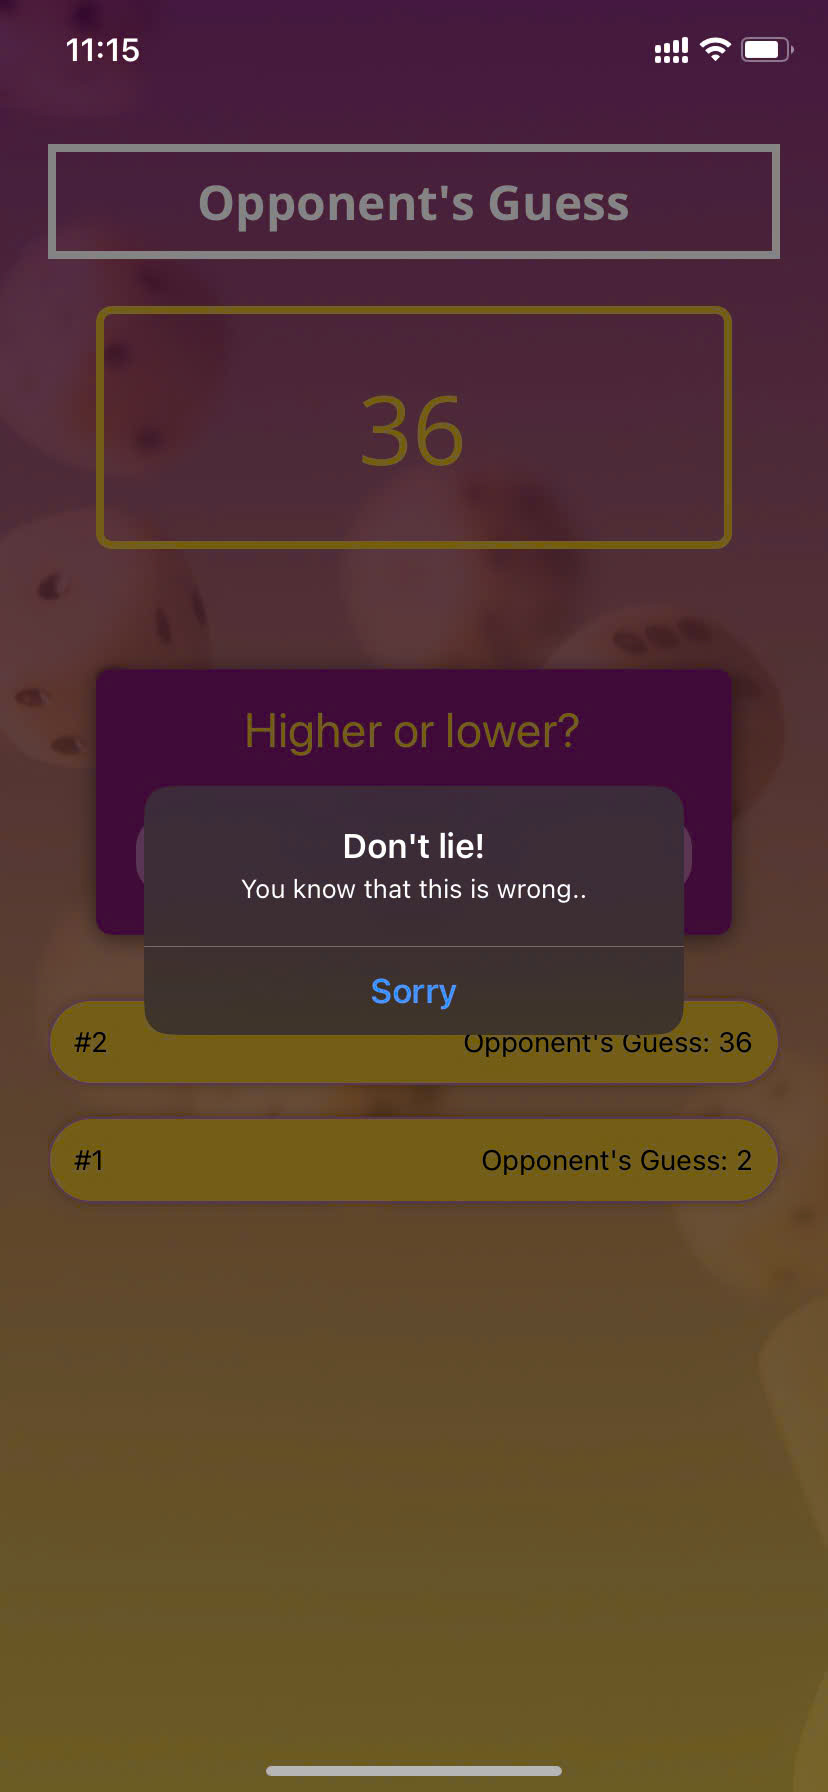 11:15
Opponent's Guess
36
Higher or lower?
Don't lie!
You know that this is wrong..
Sorry
#2 Opponent's Guess: 36
#1 Opponent's Guess: 2